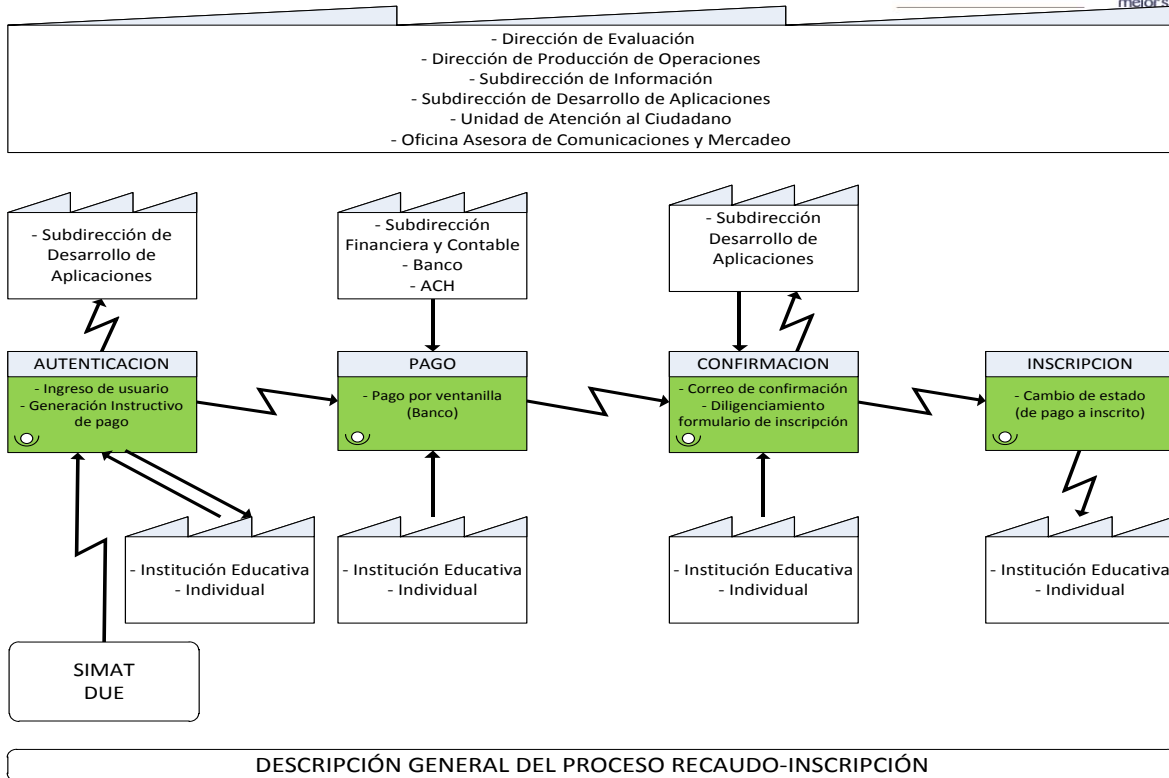 mejors
- Dirección de Evaluación
- Dirección de Producción de Operaciones
- Subdirección de Información
- Subdirección de Desarrollo de Aplicaciones
- Unidad de Atención al Ciudadano
- Oficina Asesora de Comunicaciones y Mercadeo
- Subdirección de
Desarrollo de
Aplicaciones
- Subdirección
Financiera y Contable
- Banco
- ACH
- Subdirección
Desarrollo de
Aplicaciones
AUTENTICACION
- Ingreso de usuario
- Generación Instructivo
de pago
PAGO
- Pago por ventanilla
(Banco)
CONFIRMACION
- Correo de confirmación
- Diligenciamiento
formulario de inscripción
INSCRIPCION
- Cambio de estado
(de pago a inscrito)
- Institución Educativa
- Individual
- Institución Educativa
- Individual
- Institución Educativa
- Individual
- Institución Educativa
- Individual
SIMAT
DUE
DESCRIPCIÓN GENERAL DEL PROCESO RECAUDO-INSCRIPCIÓN